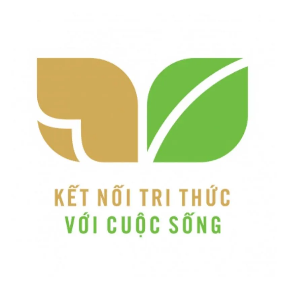 KẾT NỐI TRI THỨC
VỚI CUỘC SỐNG